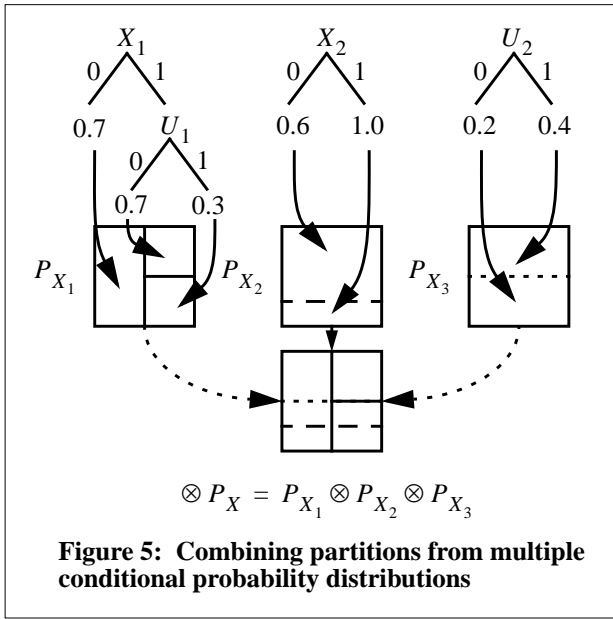 X1 X2 U2
0 1 0 1 0 1
0.7 U1 0.6 1.0 0.2 0.4
0 1
0.7 0.3
PX1 PX2 PX3
⊗ PX = PX1 ⊗ PX2 ⊗ PX3
Figure 5: Combining partitions from multiple
conditional probability distributions